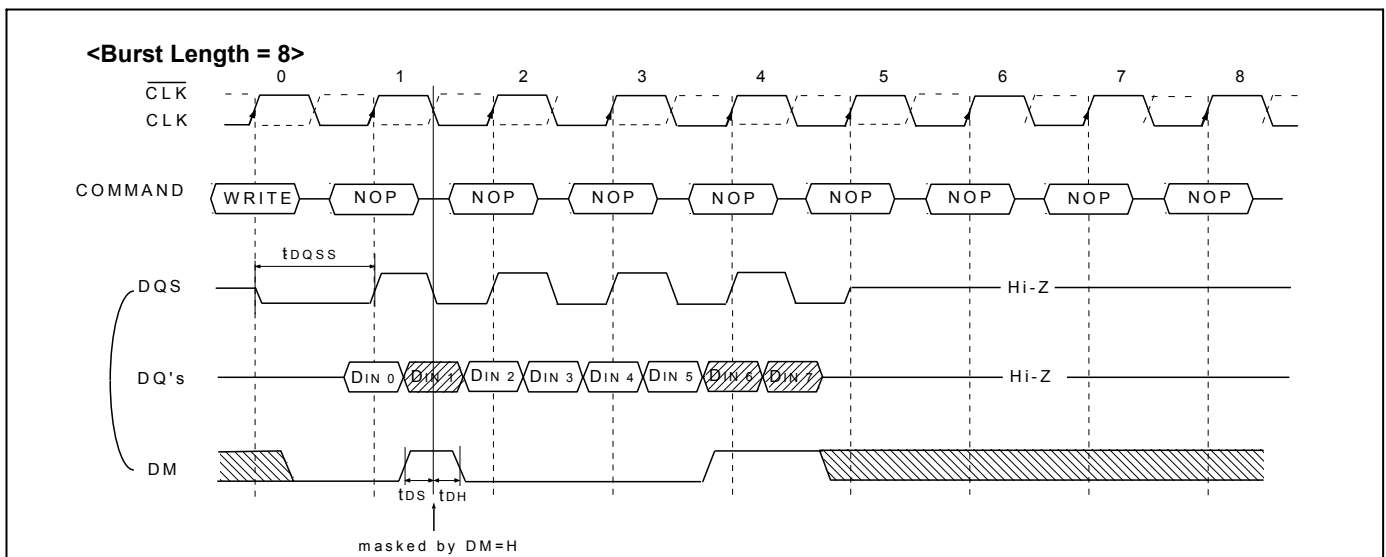 <Burst Length = 8>
0 1 2 3 4 5 6 7 8
CLK
CLK
COMMAND WRITE NOP NOP NOP NOP NOP NOP NOP NOP
tDQSS
DQS Hi-Z
DQ's DIN 0 DIN 1 DIN 2 DIN 3 DIN 4 DIN 5 DIN 6 DIN 7 Hi-Z
DM
tDS tDH
masked by DM=H